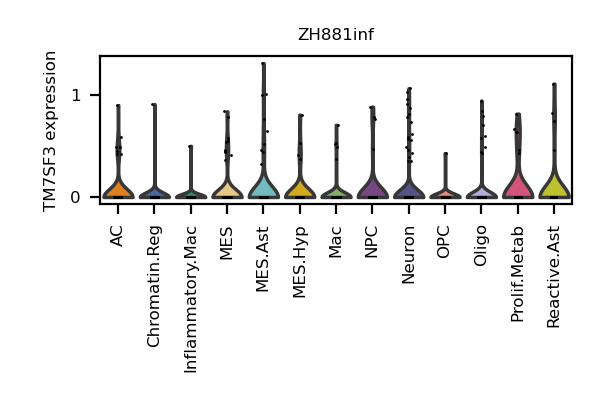 ZH881inf
TM7SF3 expression
1
0
AC
Chromatin.Reg
Inflammatory.Mac
MES
MES.Ast
MES.Hyp
Mac
NPC
Neuron
OPC
Oligo
Prolif.Metab
Reactive.Ast